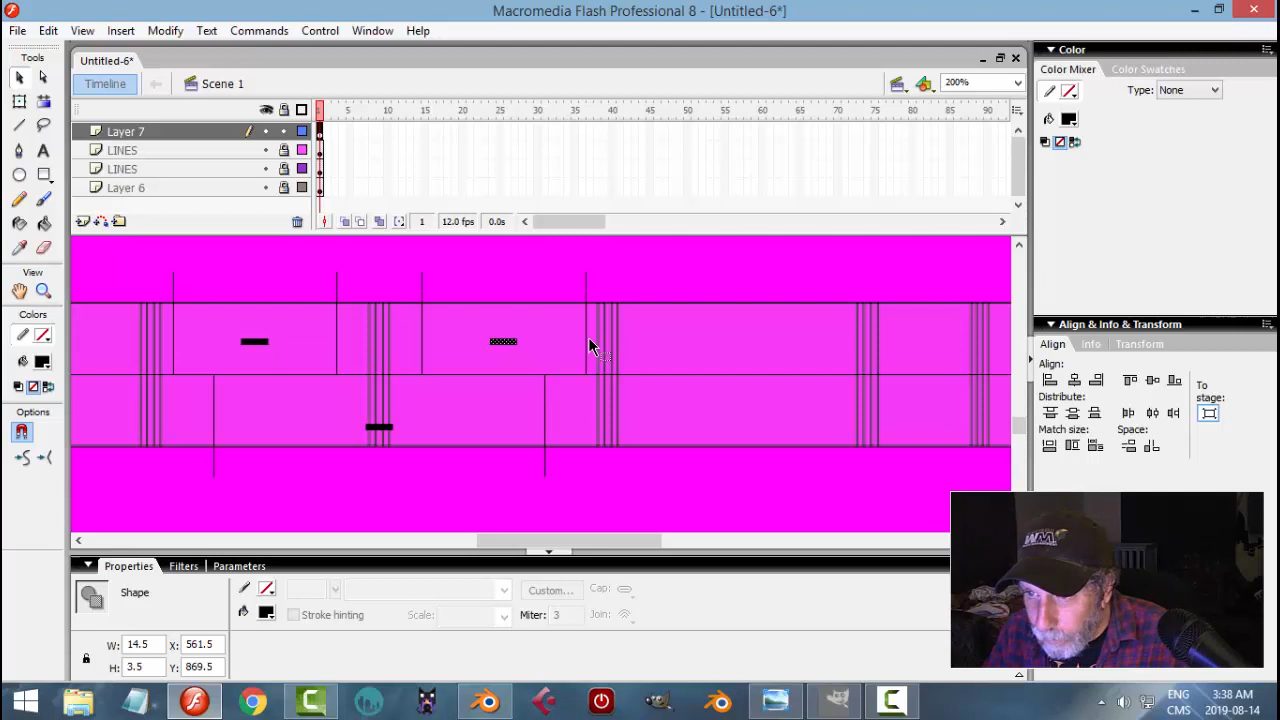 Macromedia Flash Professional 8 - [Untitled-6*]
File Edit View Insert Modify Text Commands Control Window Help
Tools
Untitled-6*
Timeline Scene 1 200%
5 10 15 20 25 30 35 40 45 50 55 60 65 70 75 80 85 90
Layer 7
LINES
LINES
Layer 6
1 12.0 fps 0.0s
View
Colors
Options
Color
Color Mixer Color Swatches
Type: None
Align & Info & Transform
Align Info Transform
Align:
To
stage:
Distribute:
Match size: Space:
Properties Filters Parameters
Shape
Custom... Cap:
Stroke hinting Scale: Miter: 3 Join:
W: 14.5 X: 561.5
H: 3.5 Y: 869.5
WM
ENG 3:38 AM
CMS 2019-08-14